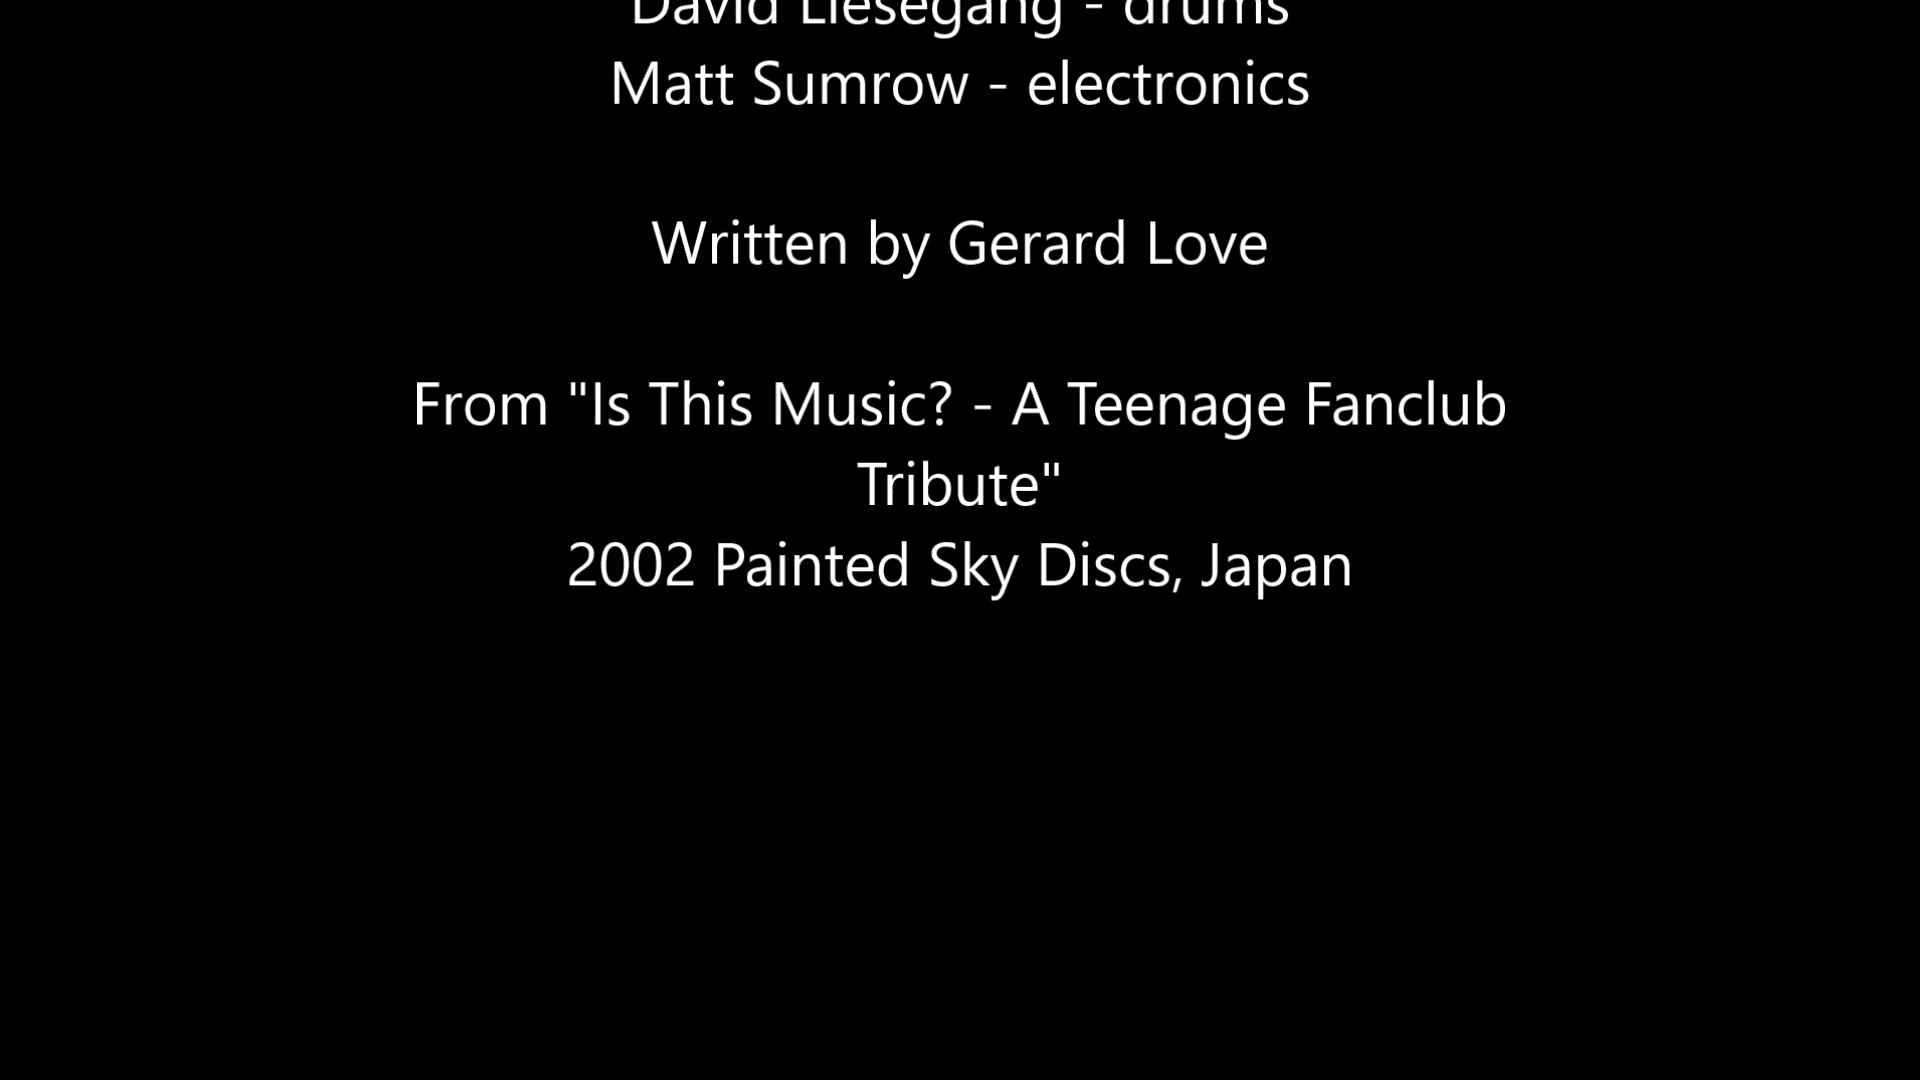 David Liesegang - drums
Matt Sumrow - electronics
Written by Gerard Love
From "Is This Music? - A Teenage Fanclub
Tribute"
2002 Painted Sky Discs, Japan